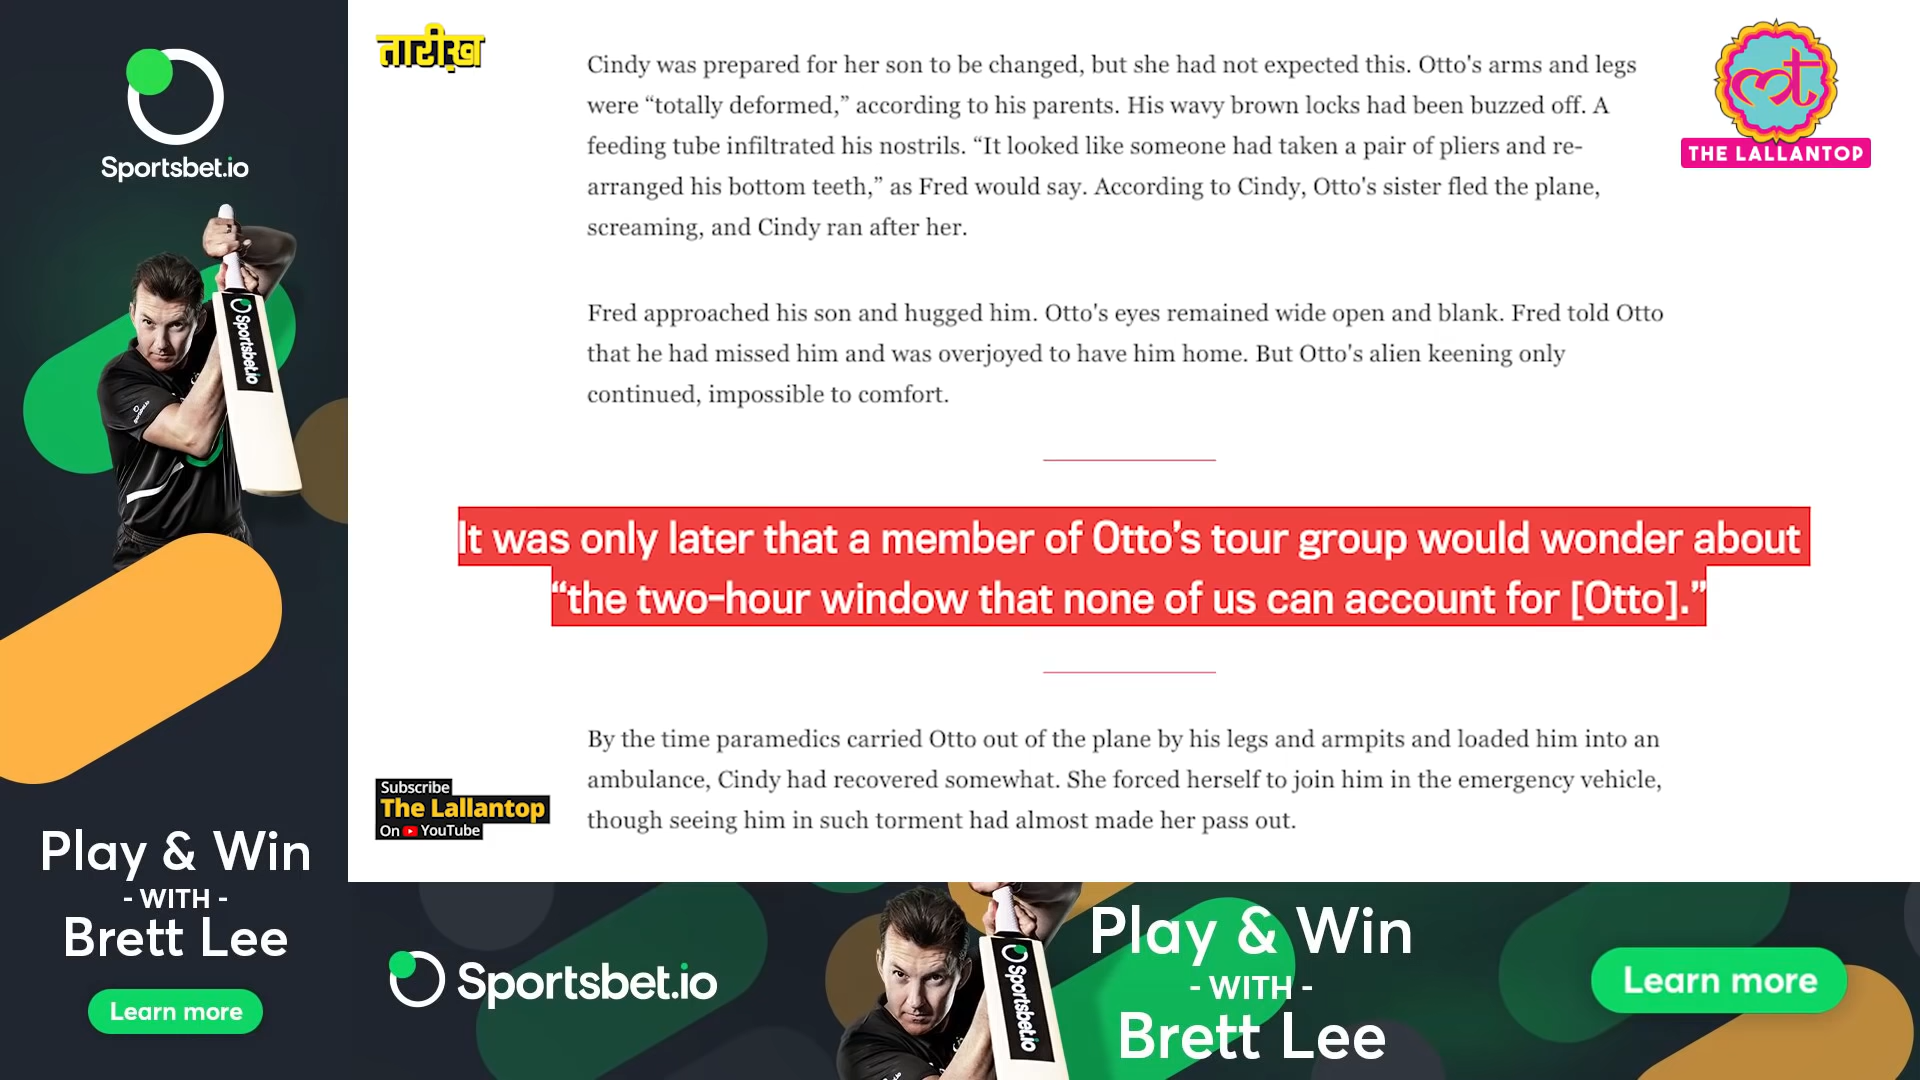 Sportsbet.io
Sportsbet.io
Play & Win
- WITH -
Brett Lee
Learn more
तारीख़
THE LALLANTOP
Cindy was prepared for her son to be changed, but she had not expected this. Otto's arms and legs
were “totally deformed,” according to his parents. His wavy brown locks had been buzzed off. A
feeding tube infiltrated his nostrils. “It looked like someone had taken a pair of pliers and re-
arranged his bottom teeth,” as Fred would say. According to Cindy, Otto's sister fled the plane,
screaming, and Cindy ran after her.
Fred approached his son and hugged him. Otto's eyes remained wide open and blank. Fred told Otto
that he had missed him and was overjoyed to have him home. But Otto's alien keening only
continued, impossible to comfort.
It was only later that a member of Otto’s tour group would wonder about
“the two-hour window that none of us can account for [Otto].”
By the time paramedics carried Otto out of the plane by his legs and armpits and loaded him into an
ambulance, Cindy had recovered somewhat. She forced herself to join him in the emergency vehicle,
though seeing him in such torment had almost made her pass out.
Subscribe
The Lallantop
On YouTube
Sportsbet.io
Sportsbet.io
Play & Win
- WITH -
Brett Lee
Learn more